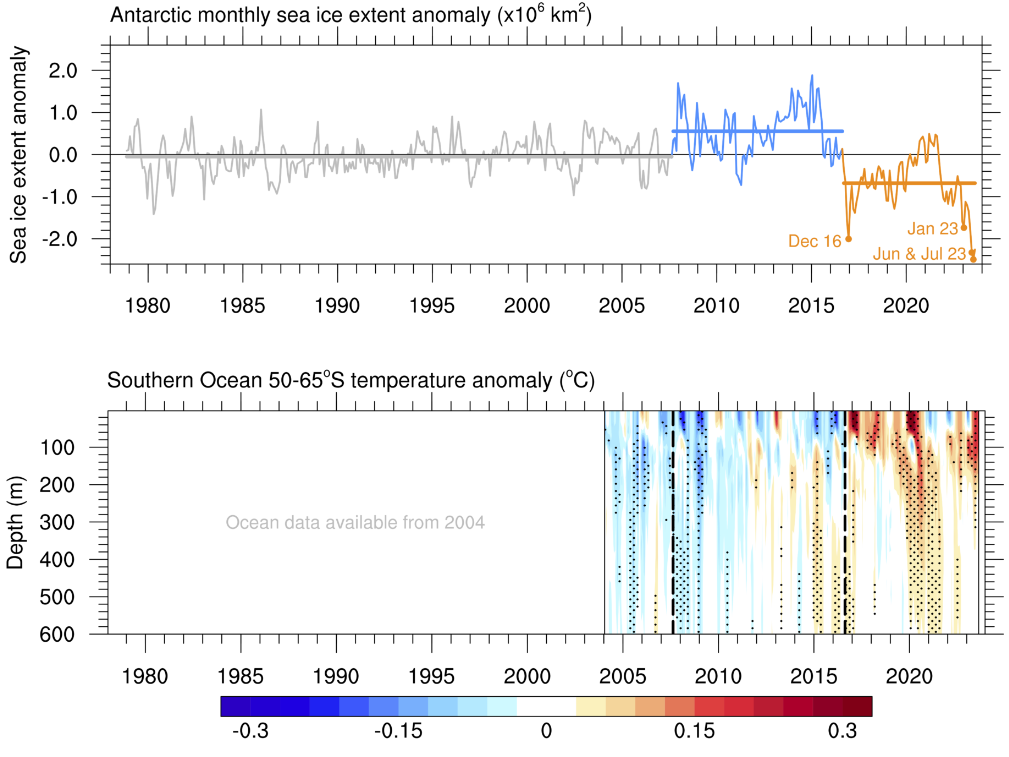 Antarctic monthly sea ice extent anomaly (x10⁶ km²)
Sea ice extent anomaly
2.0
1.0
0.0
-1.0
-2.0
Dec 16
Jan 23
Jun & Jul 23
1980 1985 1990 1995 2000 2005 2010 2015 2020
Southern Ocean 50-65°S temperature anomaly (°C)
Depth (m)
100
200
300
400
500
600
Ocean data available from 2004
1980 1985 1990 1995 2000 2005 2010 2015 2020
-0.3 -0.15 0 0.15 0.3